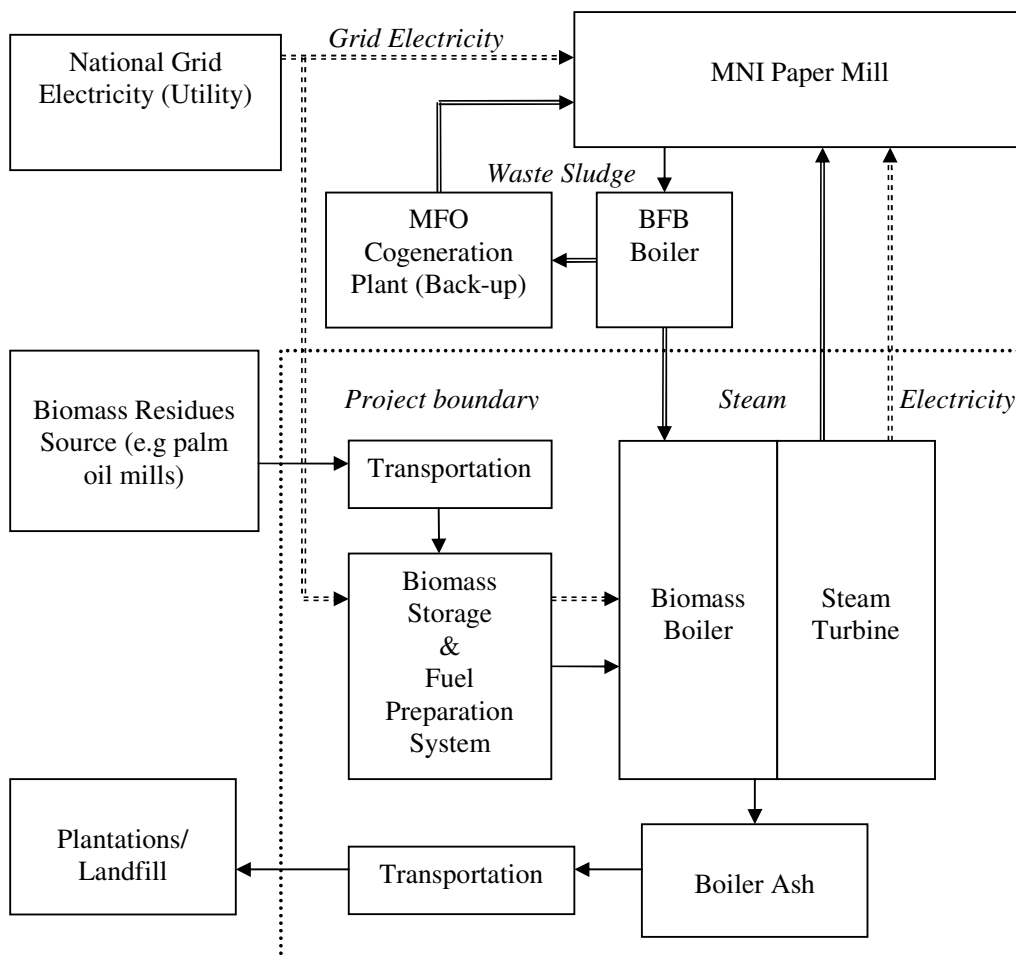 Grid Electricity
National Grid
Electricity (Utility)
MNI Paper Mill
Waste Sludge
MFO
Cogeneration
Plant (Back-up)
BFB
Boiler
Project boundary
Steam
Electricity
Biomass Residues
Source (e.g palm
oil mills)
Transportation
Biomass
Storage
&
Fuel
Preparation
System
Biomass
Boiler
Steam
Turbine
Plantations/
Landfill
Transportation
Boiler Ash